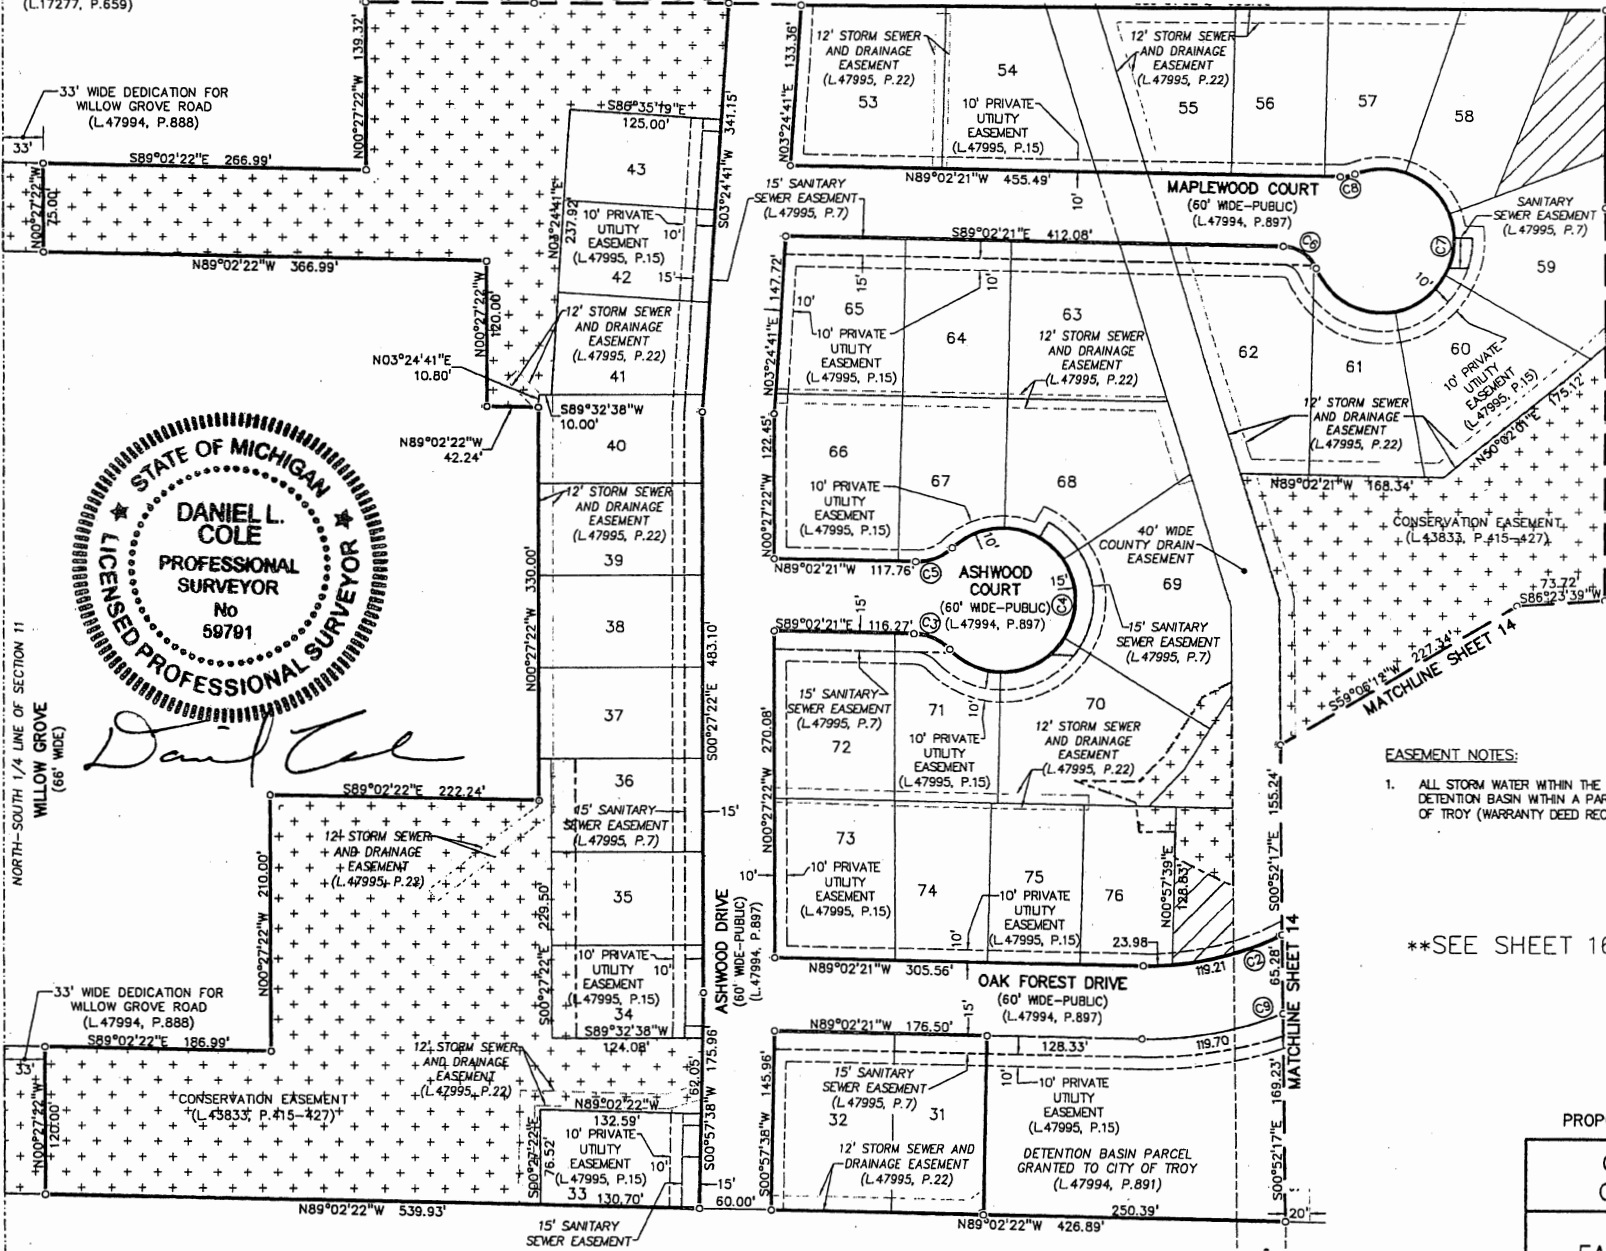 (L.17277, P.659)
33' WIDE DEDICATION FOR
WILLOW GROVE ROAD
(L.47994, P.888)
33'
N00°27'22"W 139.32'
S89°02'22"E 266.99'
N00°27'22"W
75.00'
N89°02'22"W 366.99'
N00°27'22"W
120.00'
N03°24'41"E
10.80'
N89°02'22"W
42.24'
S89°32'38"W
10.00'
S86°35'19"E
125.00'
43
N03°24'41"E
237.92'
10' PRIVATE
UTILITY
EASEMENT
(L.47995, P.15)
10'
42
15'
S03°24'41"W 341.15'
12' STORM SEWER
AND DRAINAGE
EASEMENT
(L.47995, P.22)
41
40
12' STORM SEWER
AND DRAINAGE
EASEMENT
(L.47995, P.22)
39
38
37
36
15' SANITARY
SEWER EASEMENT
(L.47995, P.7)
15'
35
10' PRIVATE
UTILITY
EASEMENT
(L.47995, P.15)
10'
34
S89°32'38"W
124.08'
N00°27'22"W 330.00'
S00°27'22"E 483.10'
S00°27'22"E 229.50'
STATE OF MICHIGAN
DANIEL L.
COLE
PROFESSIONAL
SURVEYOR
No
59791
LICENSED PROFESSIONAL SURVEYOR
NORTH-SOUTH 1/4 LINE OF SECTION 11
WILLOW GROVE
(66' WIDE)
S89°02'22"E 222.24'
12' STORM SEWER
AND DRAINAGE
EASEMENT
(L.47995, P.22)
N00°27'22"W 210.00'
33' WIDE DEDICATION FOR
WILLOW GROVE ROAD
(L.47994, P.888)
S89°02'22"E 186.99'
33'
N00°27'22"W
120.00'
CONSERVATION EASEMENT
(L.43833, P.415-427)
12' STORM SEWER
AND DRAINAGE
EASEMENT
(L.47995, P.22)
N89°02'22"W
132.59'
62.05'
S00°57'38"W 175.96'
S00°27'22"E
76.52'
10' PRIVATE
UTILITY
EASEMENT
(L.47995, P.15)
10'
33
130.70'
15'
60.00'
N89°02'22"W 539.93'
15' SANITARY
SEWER EASEMENT
ASHWOOD DRIVE
(60' WIDE-PUBLIC)
(L.47994, P.897)
N03°24'41"E 133.36'
12' STORM SEWER
AND DRAINAGE
EASEMENT
(L.47995, P.22)
53
54
10' PRIVATE
UTILITY
EASEMENT
(L.47995, P.15)
12' STORM SEWER
AND DRAINAGE
EASEMENT
(L.47995, P.22)
55
56
57
58
15' SANITARY
SEWER EASEMENT
(L.47995, P.7)
N89°02'21"W 455.49'
10'
MAPLEWOOD COURT
(60' WIDE-PUBLIC)
(L.47994, P.897)
C8
SANITARY
SEWER EASEMENT
(L.47995, P.7)
59
S89°02'21"E 412.08'
C6
C7
10'
N03°24'41"E 147.72'
15'
10'
10'
65
10' PRIVATE
UTILITY
EASEMENT
(L.47995, P.15)
64
63
12' STORM SEWER
AND DRAINAGE
EASEMENT
(L.47995, P.22)
62
61
60
10' PRIVATE
UTILITY
EASEMENT
(L.47995, P.15)
12' STORM SEWER
AND DRAINAGE
EASEMENT
(L.47995, P.22)
N50°02'01"E 175.12'
N89°02'21"W 168.34'
N00°27'22"W 122.45'
66
67
68
10' PRIVATE
UTILITY
EASEMENT
(L.47995, P.15)
10'
40' WIDE
COUNTY DRAIN
EASEMENT
CONSERVATION EASEMENT
(L.43833, P.415-427)
N89°02'21"W 117.76'
C5
ASHWOOD
COURT
(60' WIDE-PUBLIC)
(L.47994, P.897)
15'
C4
69
73.72'
S86°23'39"W
15'
S89°02'21"E 116.27'
C3
15' SANITARY
SEWER EASEMENT
(L.47995, P.7)
S59°06'12"W 227.34'
MATCHLINE SHEET 14
15' SANITARY
SEWER EASEMENT
(L.47995, P.7)
72
71
10'
10' PRIVATE
UTILITY
EASEMENT
(L.47995, P.15)
70
12' STORM SEWER
AND DRAINAGE
EASEMENT
(L.47995, P.22)
N00°27'22"W 270.08'
EASEMENT NOTES:
1. ALL STORM WATER WITHIN THE
DETENTION BASIN WITHIN A PAR
OF TROY (WARRANTY DEED REC
S00°52'17"E 155.24'
73
10'
10' PRIVATE
UTILITY
EASEMENT
(L.47995, P.15)
74
75
10' PRIVATE
UTILITY
EASEMENT
(L.47995, P.15)
10'
76
N00°57'39"E
128.83'
23.98
**SEE SHEET 16
N89°02'21"W 305.56'
119.21
C2
65.28'
OAK FOREST DRIVE
(60' WIDE-PUBLIC)
(L.47994, P.897)
C9
MATCHLINE SHEET 14
N89°02'21"W 176.50'
15'
128.33'
119.70
15' SANITARY
SEWER EASEMENT
(L.47995, P.7)
10'
10' PRIVATE
UTILITY
EASEMENT
(L.47995, P.15)
S00°57'38"W 145.96'
32
31
12' STORM SEWER AND
DRAINAGE EASEMENT
(L.47995, P.22)
DETENTION BASIN PARCEL
GRANTED TO CITY OF TROY
(L.47994, P.891)
S00°52'17"E 169.23'
250.39'
N89°02'22"W 426.89'
20'
PROPO